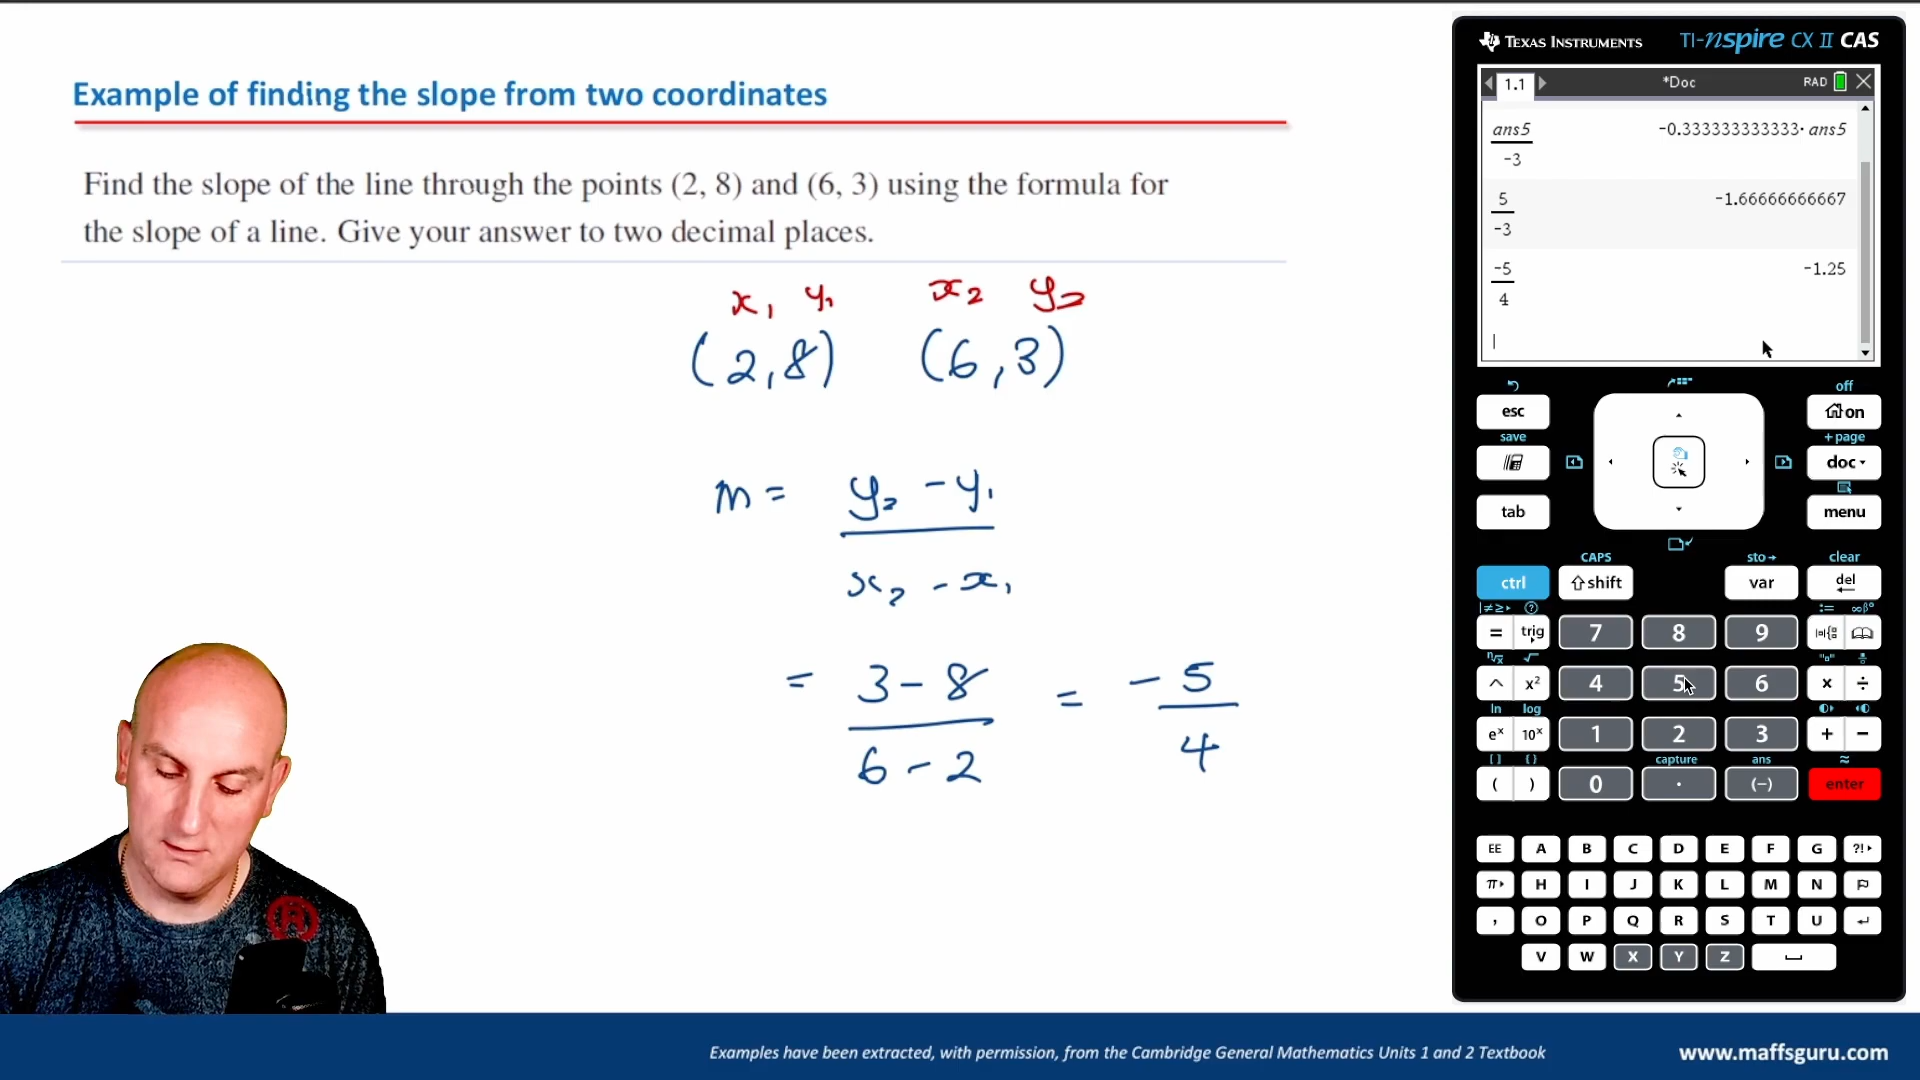 Example of finding the slope from two coordinates
Find the slope of the line through the points (2, 8) and (6, 3) using the formula for
the slope of a line. Give your answer to two decimal places.
x₁ y₁ x₂ y₂
(2,8) (6,3)
m = y₂ - y₁
x₂ - x₁
= 3 - 8 = -5
6 - 2 4
Examples have been extracted, with permission, from the Cambridge General Mathematics Units 1 and 2 Textbook
www.maffsguru.com
TEXAS INSTRUMENTS TI-nspire CX II CAS
1.1 *Doc RAD
ans5 -0.333333333333· ans5
-3
5 -1.66666666667
-3
-5 -1.25
4
off
esc on
save + page
doc
tab menu
CAPS sto→ clear
ctrl shift var del
= trig 7 8 9
^ x² 4 5 6 × ÷
ln log
eˣ 10ˣ 1 2 3 + −
[ ] { } capture ans ≈
( ) 0 . (−) enter
EE A B C D E F G ?!▸
π▸ H I J K L M N
, O P Q R S T U
V W X Y Z